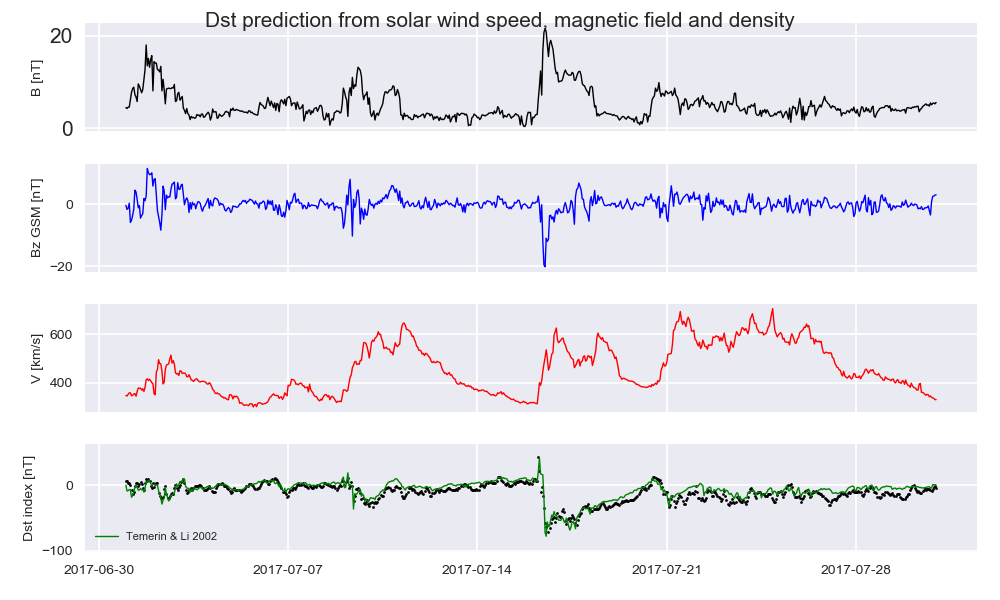 Dst prediction from solar wind speed, magnetic field and density
20
0
B [nT]
0
−20
Bz GSM [nT]
600
400
V [km/s]
0
−100
Dst index [nT]
Temerin & Li 2002
2017-06-30 2017-07-07 2017-07-14 2017-07-21 2017-07-28